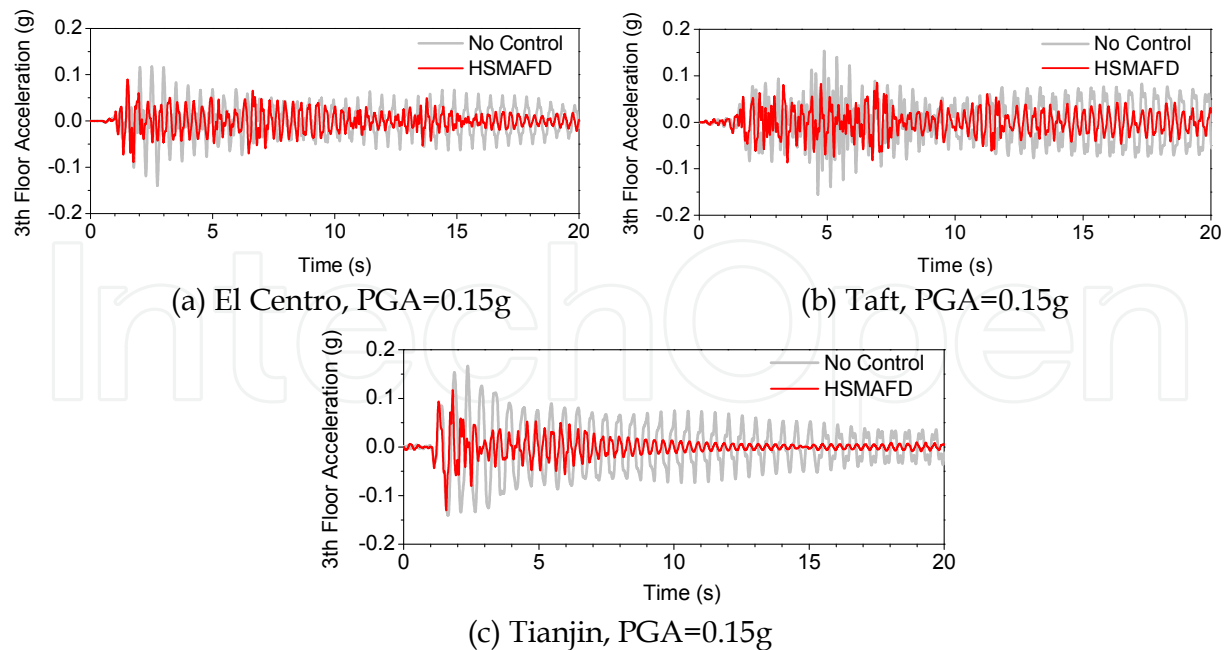 0.2
0.1
0.0
-0.1
-0.2
3th Floor Acceleration (g)
No Control
HSMAFD
0 5 10 15 20
Time (s)
(a) El Centro, PGA=0.15g
0.2
0.1
0.0
-0.1
-0.2
3th Floor Acceleration (g)
No Control
HSMAFD
0 5 10 15 20
Time (s)
(b) Taft, PGA=0.15g
0.2
0.1
0.0
-0.1
-0.2
3th Floor Acceleration (g)
No Control
HSMAFD
0 5 10 15 20
Time (s)
(c) Tianjin, PGA=0.15g
IntechOpen